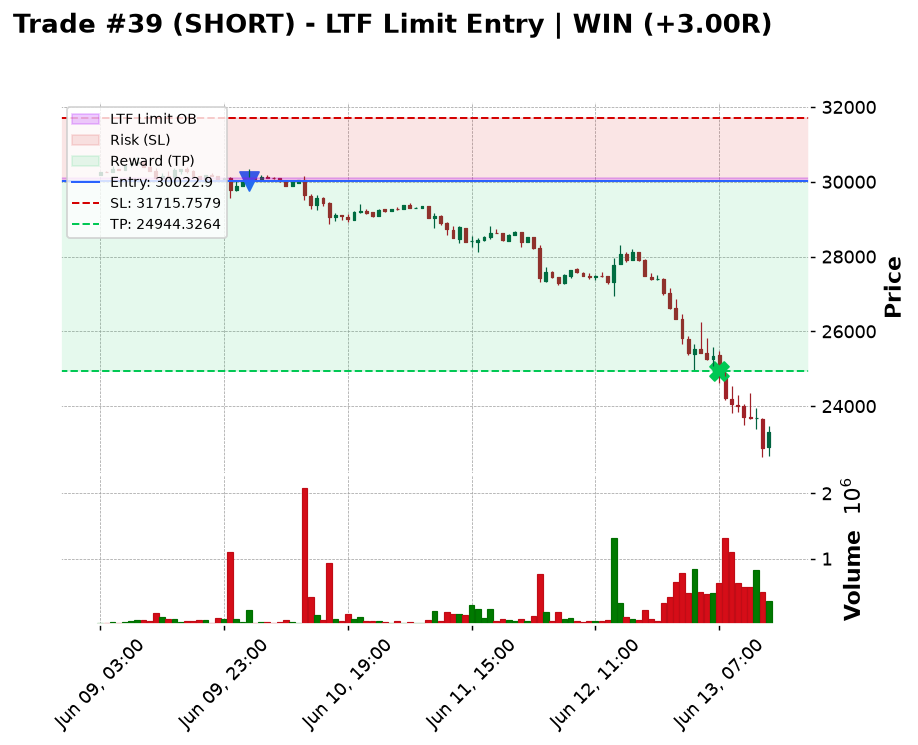 Trade #39 (SHORT) - LTF Limit Entry | WIN (+3.00R)
LTF Limit OB
Risk (SL)
Reward (TP)
Entry: 30022.9
SL: 31715.7579
TP: 24944.3264
32000
30000
28000
26000
24000
Price
2
1
Volume 10^6
Jun 09, 03:00
Jun 09, 23:00
Jun 10, 19:00
Jun 11, 15:00
Jun 12, 11:00
Jun 13, 07:00